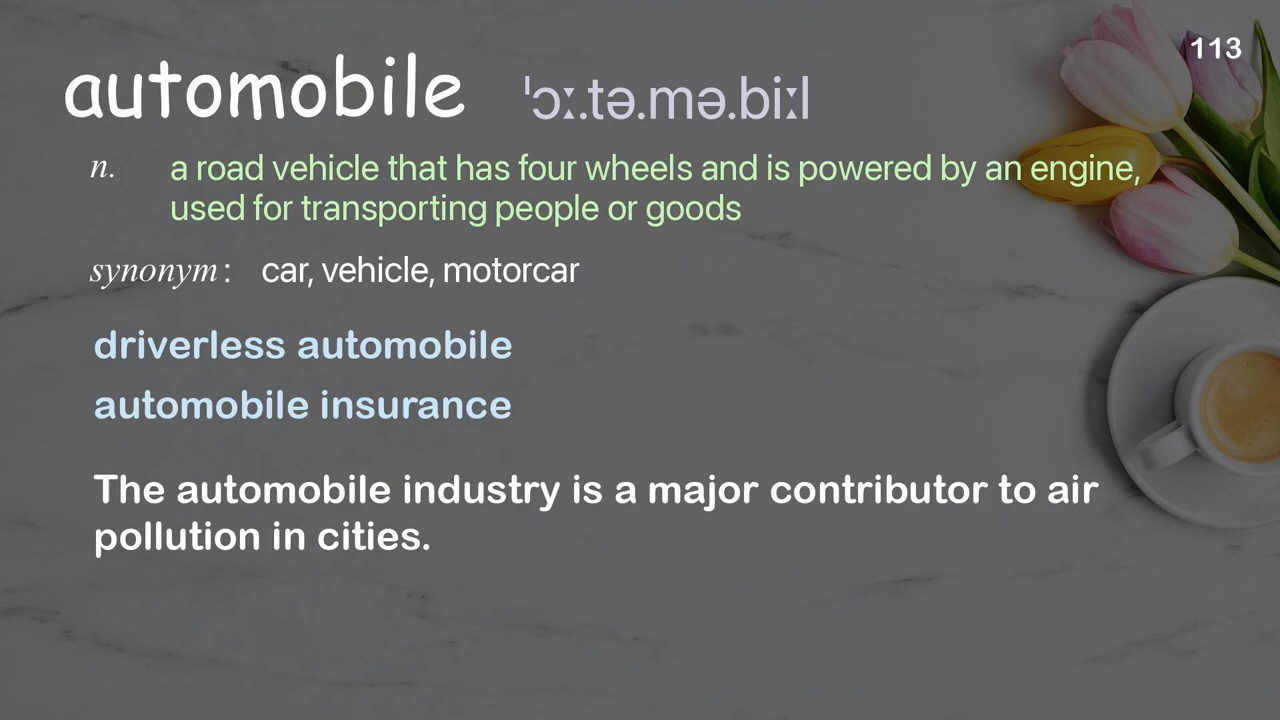 113
automobile ˈɔː.tə.mə.biːl
n. a road vehicle that has four wheels and is powered by an engine,
used for transporting people or goods
synonym: car, vehicle, motorcar
driverless automobile
automobile insurance
The automobile industry is a major contributor to air
pollution in cities.